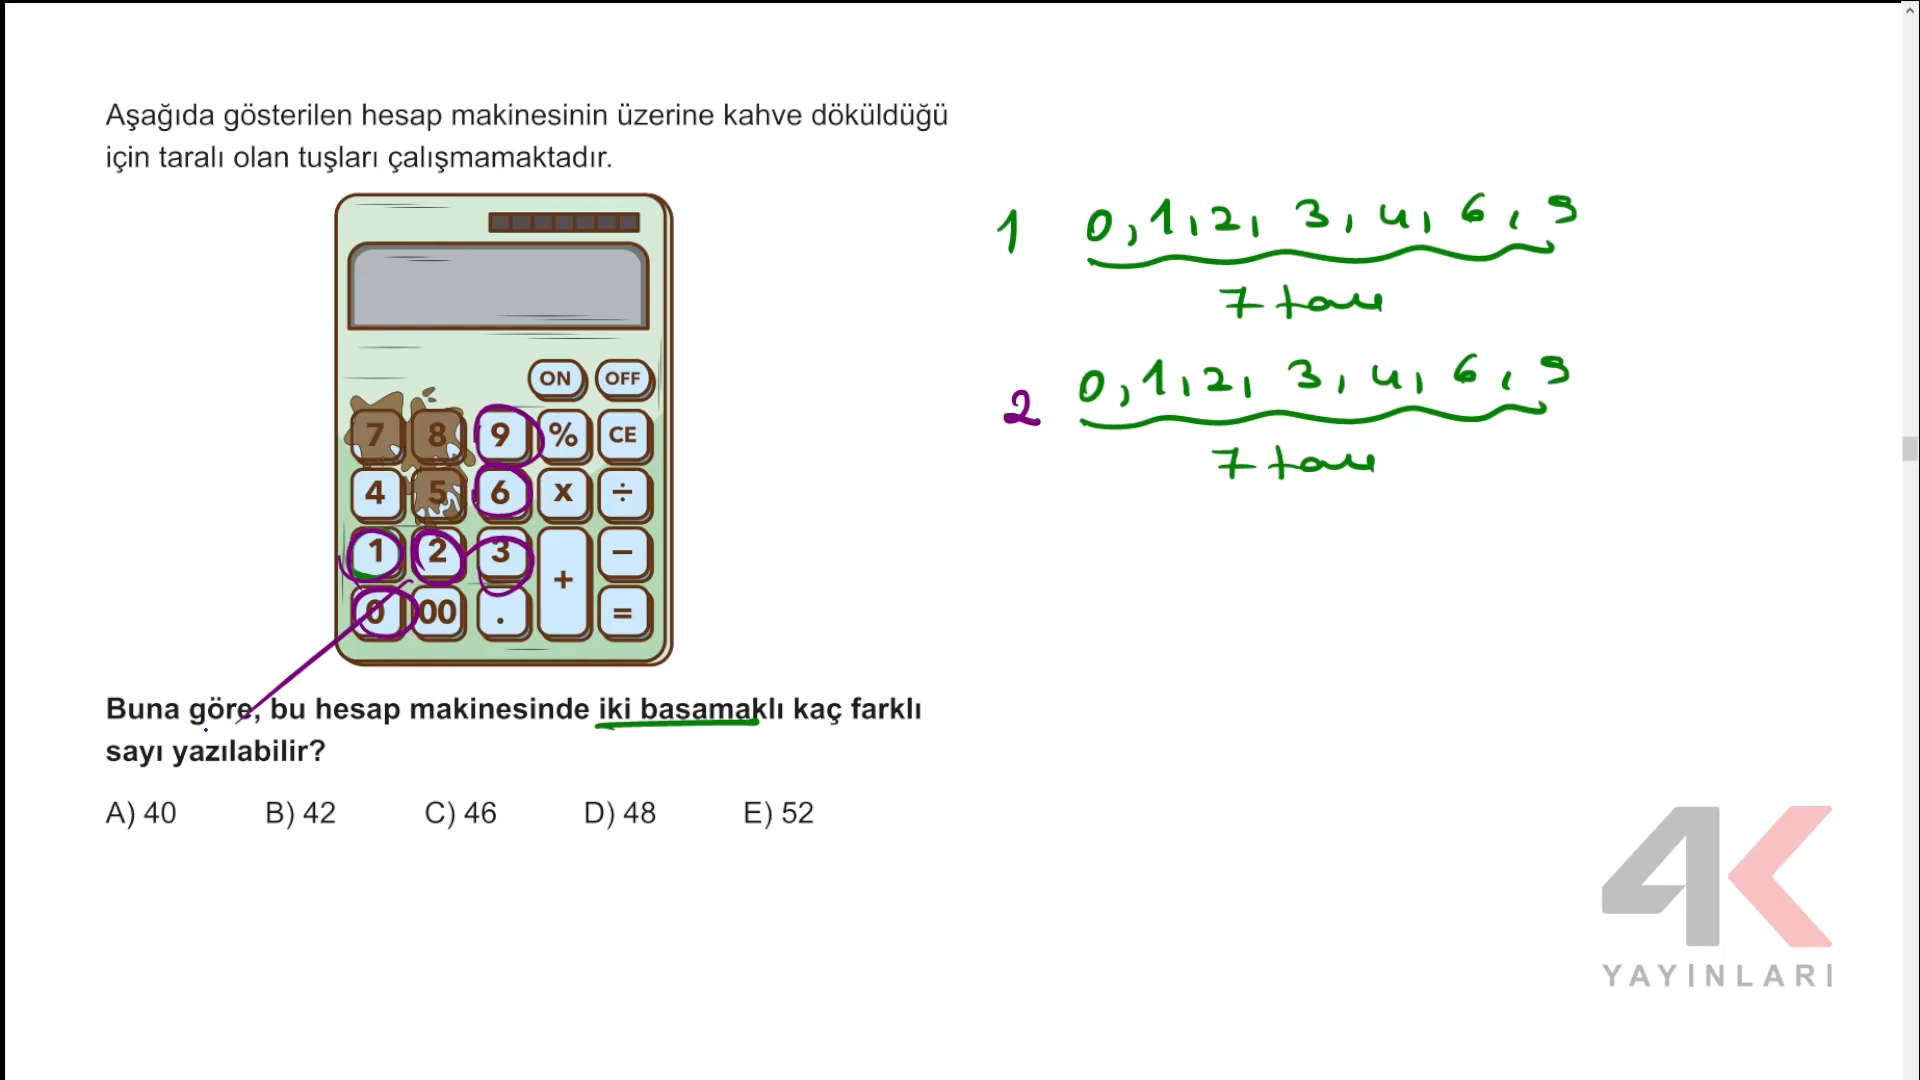 Aşağıda gösterilen hesap makinesinin üzerine kahve döküldüğü
için taralı olan tuşları çalışmamaktadır.
ON OFF
7 8 9 % CE
4 5 6 x ÷
1 2 3 + −
0 00 . =
Buna göre, bu hesap makinesinde iki basamaklı kaç farklı
sayı yazılabilir?
A) 40 B) 42 C) 46 D) 48 E) 52
1 0, 1, 2, 3, 4, 6, 9
7 tane
2 0, 1, 2, 3, 4, 6, 9
7 tane
4K
YAYINLARI